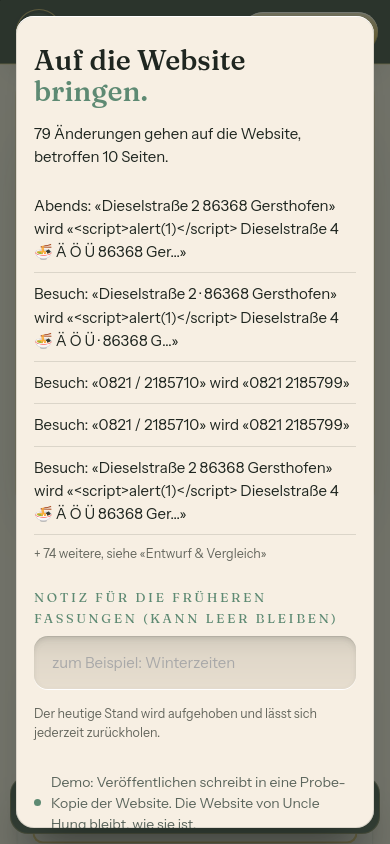 Auf die Website
bringen.
79 Änderungen gehen auf die Website,
betroffen 10 Seiten.
Abends: «Dieselstraße 2 86368 Gersthofen»
wird «<script>alert(1)</script> Dieselstraße 4
🍜 Ä Ö Ü 86368 Ger…»
Besuch: «Dieselstraße 2 · 86368 Gersthofen»
wird «<script>alert(1)</script> Dieselstraße 4
🍜 Ä Ö Ü · 86368 G…»
Besuch: «0821 / 2185710» wird «0821 2185799»
Besuch: «0821 / 2185710» wird «0821 2185799»
Besuch: «Dieselstraße 2 86368 Gersthofen»
wird «<script>alert(1)</script> Dieselstraße 4
🍜 Ä Ö Ü 86368 Ger…»
+ 74 weitere, siehe «Entwurf & Vergleich»
NOTIZ FÜR DIE FRÜHEREN
FASSUNGEN (KANN LEER BLEIBEN)
zum Beispiel: Winterzeiten
Der heutige Stand wird aufgehoben und lässt sich
jederzeit zurückholen.
Demo: Veröffentlichen schreibt in eine Probe-
Kopie der Website. Die Website von Uncle
Hung bleibt, wie sie ist.